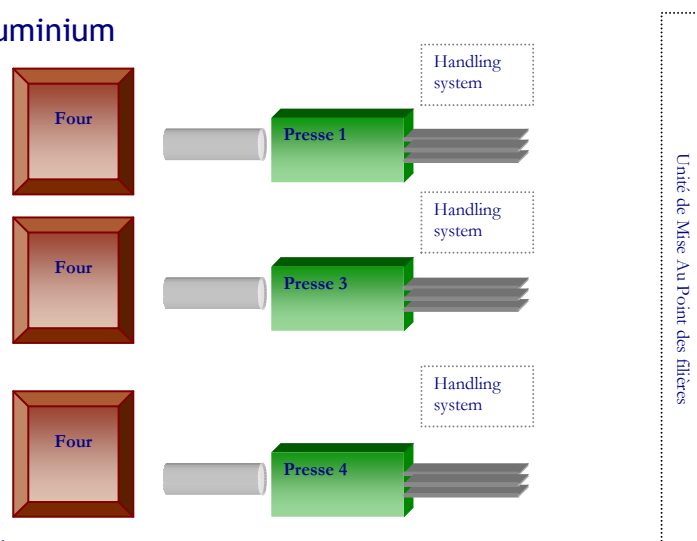 uminium
Handling
system
Four
Presse 1
Handling
system
Four
Presse 3
Handling
system
Four
Presse 4
Unité de Mise Au Point des filières